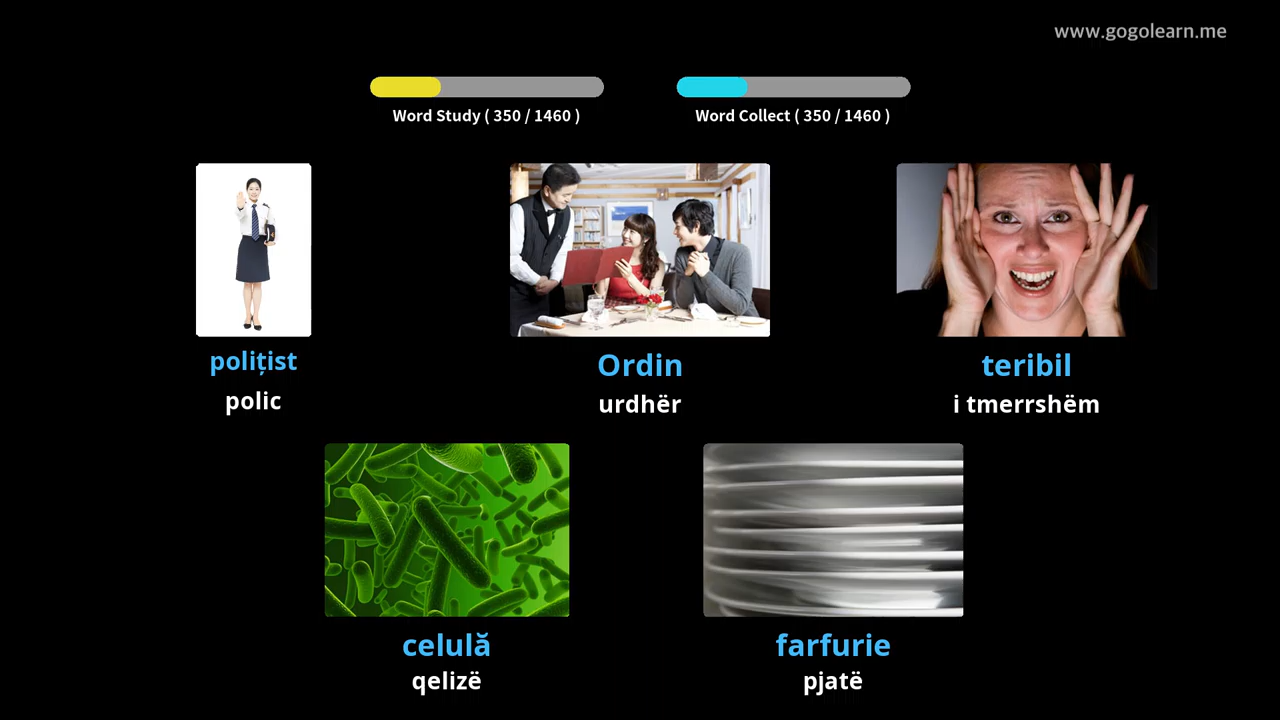 www.gogolearn.me
Word Study ( 350 / 1460 )
Word Collect ( 350 / 1460 )
polițist
polic
Ordin
urdhër
teribil
i tmerrshëm
celulă
qelizë
farfurie
pjatë